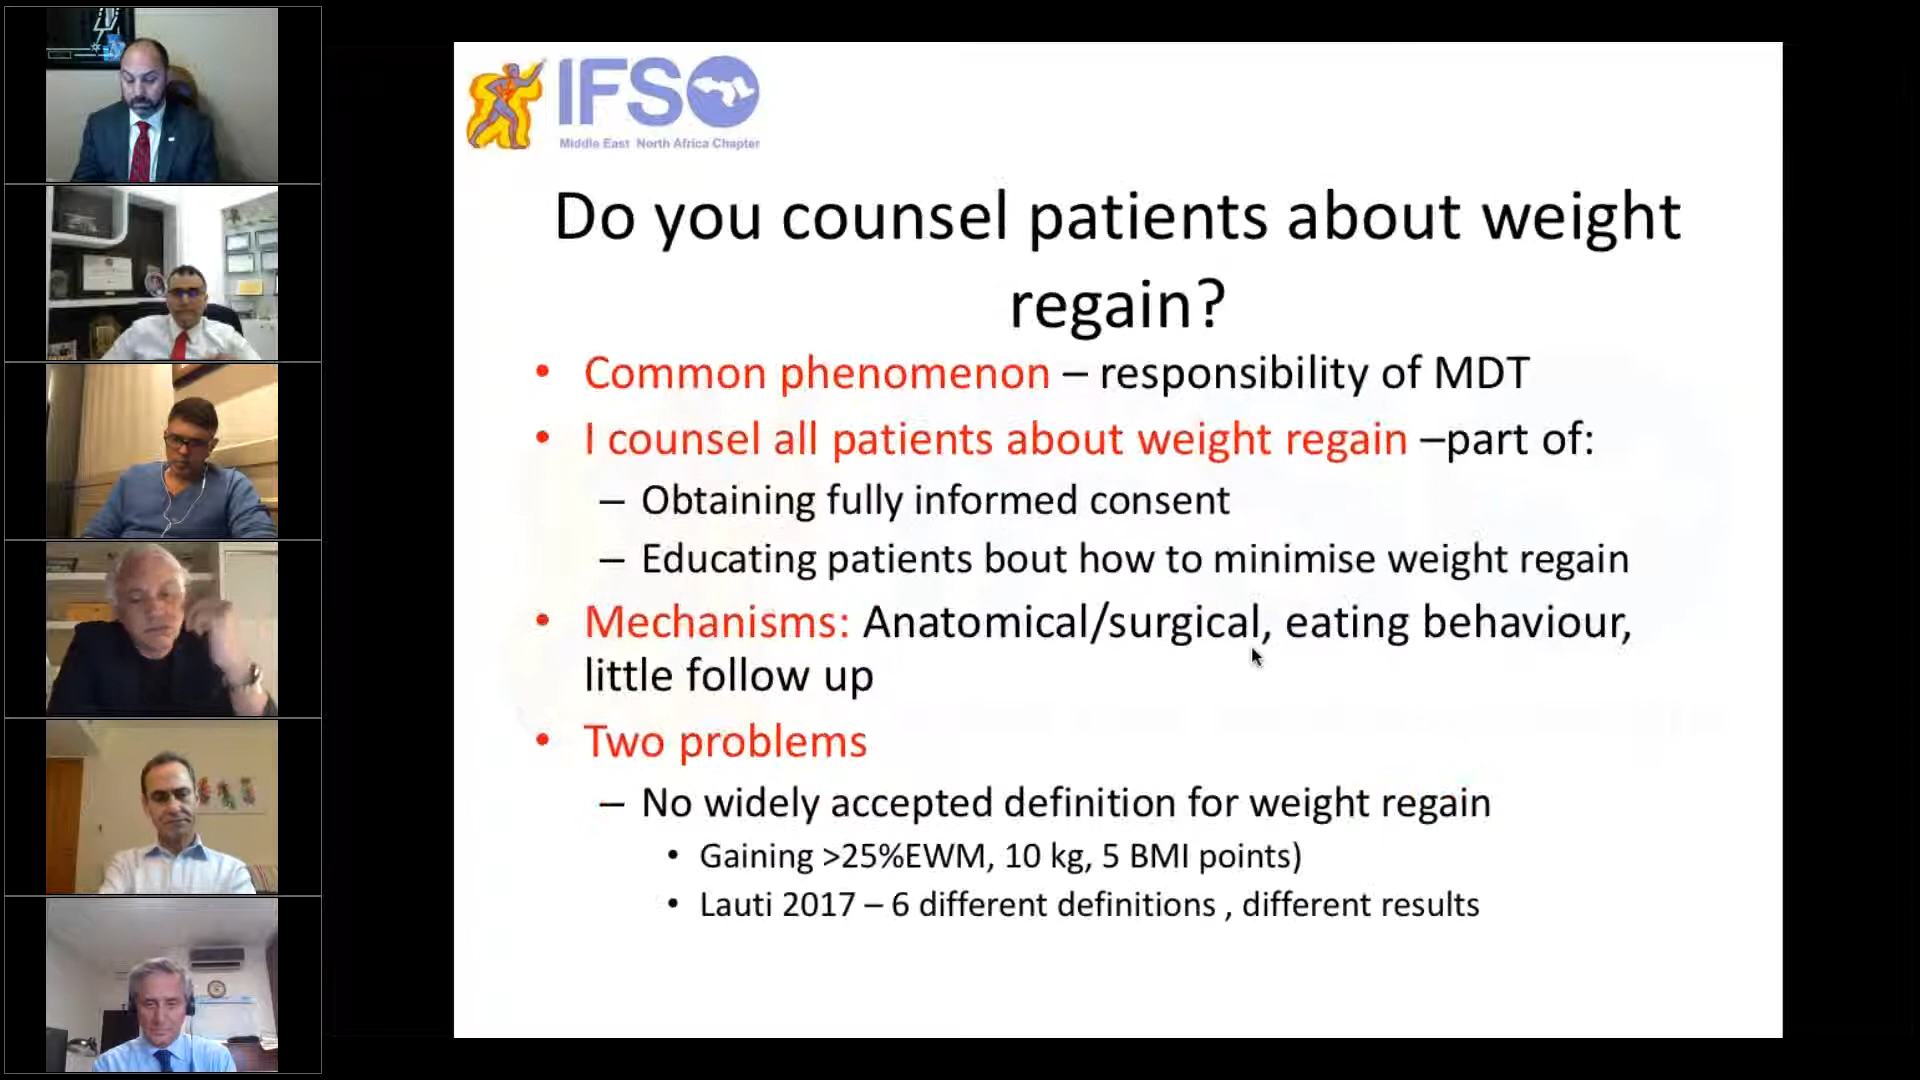 IFSO
Middle East North Africa Chapter
Do you counsel patients about weight
regain?
• Common phenomenon – responsibility of MDT
• I counsel all patients about weight regain –part of:
– Obtaining fully informed consent
– Educating patients bout how to minimise weight regain
• Mechanisms: Anatomical/surgical, eating behaviour,
little follow up
• Two problems
– No widely accepted definition for weight regain
• Gaining >25%EWM, 10 kg, 5 BMI points)
• Lauti 2017 – 6 different definitions , different results